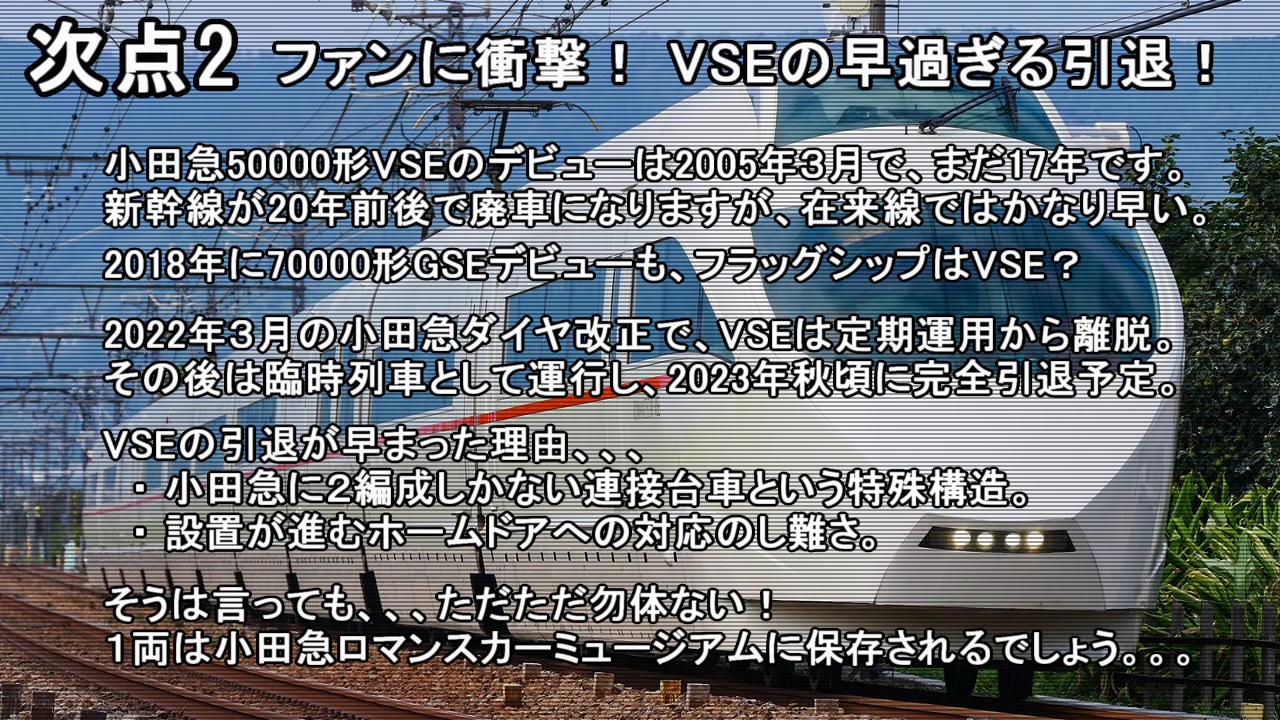 次点2 ファンに衝撃！ VSEの早過ぎる引退！
小田急50000形VSEのデビューは2005年３月で、まだ17年です。
新幹線が20年前後で廃車になりますが、在来線ではかなり早い。
2018年に70000形GSEデビューも、フラッグシップはVSE？
2022年３月の小田急ダイヤ改正で、VSEは定期運用から離脱。
その後は臨時列車として運行し、2023年秋頃に完全引退予定。
VSEの引退が早まった理由、、、
・ 小田急に２編成しかない連接台車という特殊構造。
・ 設置が進むホームドアへの対応のし難さ。
そうは言っても、、、ただただ勿体ない！
１両は小田急ロマンスカーミュージアムに保存されるでしょう。。。